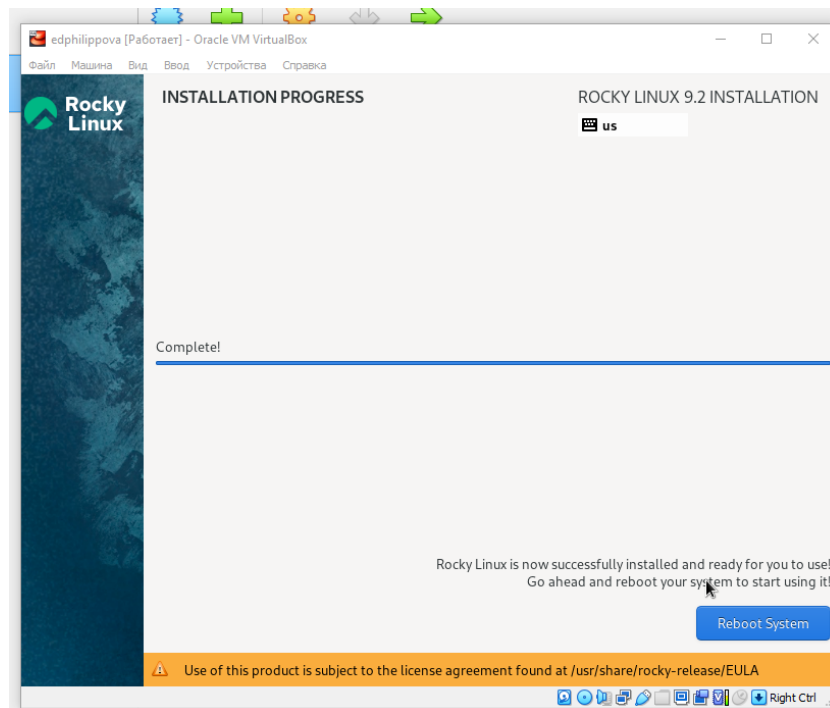 edphilippova [Работает] - Oracle VM VirtualBox
Файл Машина Вид Ввод Устройства Справка
Rocky
Linux
INSTALLATION PROGRESS
ROCKY LINUX 9.2 INSTALLATION
us
Complete!
Rocky Linux is now successfully installed and ready for you to use!
Go ahead and reboot your system to start using it!
Reboot System
Use of this product is subject to the license agreement found at /usr/share/rocky-release/EULA
Right Ctrl